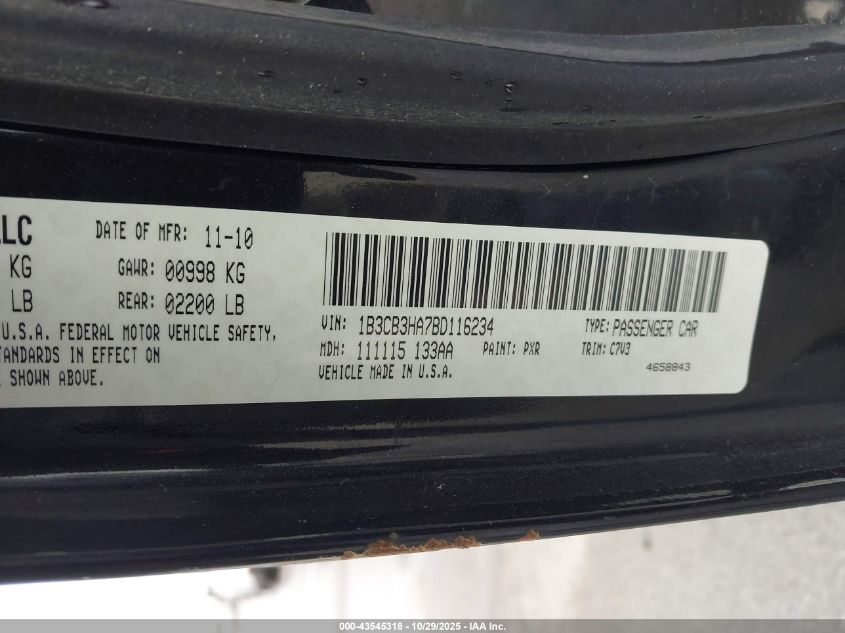 LLC
DATE OF MFR: 11-10
KG GAWR: 00998 KG
LB REAR: 02200 LB
U.S.A. FEDERAL MOTOR VEHICLE SAFETY,
TANDARDS IN EFFECT ON
SHOWN ABOVE.
VIN: 1B3CB3HA7BD116234 TYPE: PASSENGER CAR
MDH: 111115 133AA PAINT: PXR TRIM: C7V3
VEHICLE MADE IN U.S.A. 4658843
000-43545318 - 10/29/2025 - IAA Inc.